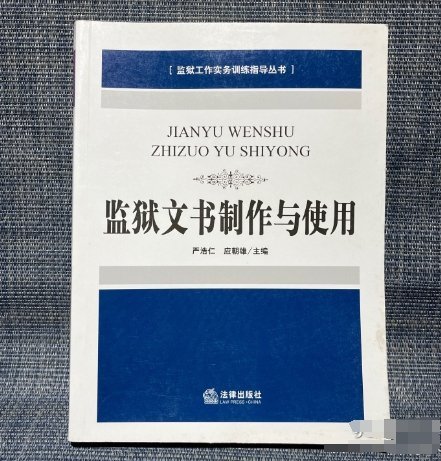 [ 监狱工作实务训练指导丛书 ]
JIANYU WENSHU
ZHIZUO YU SHIYONG
监狱文书制作与使用
严浩仁 应朝雄/主编
法律出版社
LAW PRESS·CHINA